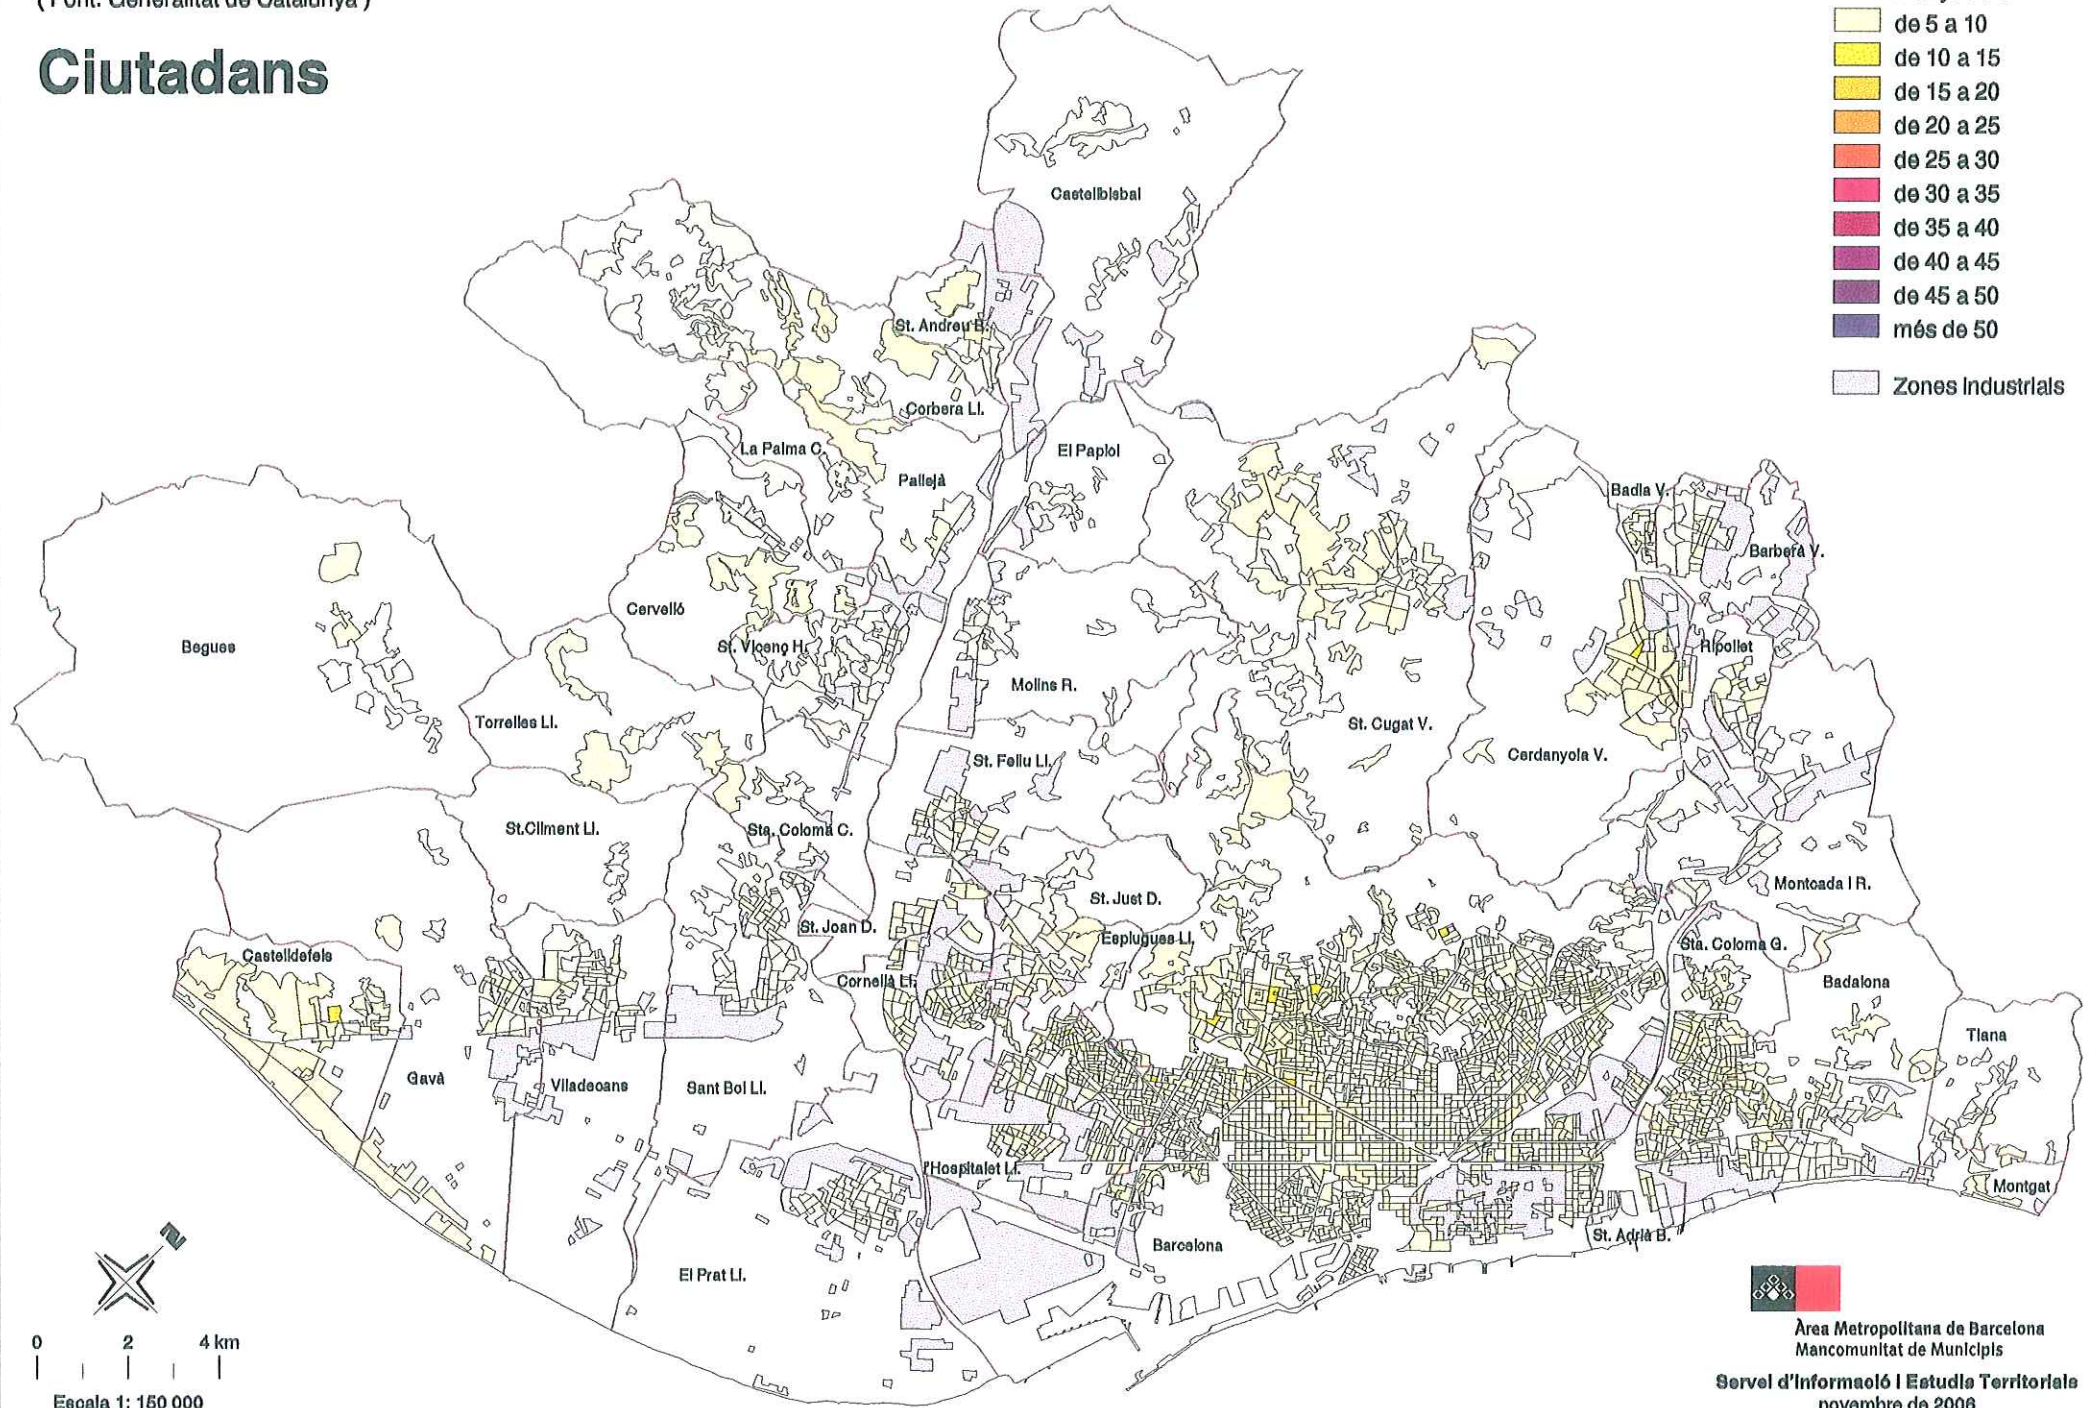 ( Font: Generalitat de Catalunya )
Ciutadans
de 5 a 10
de 10 a 15
de 15 a 20
de 20 a 25
de 25 a 30
de 30 a 35
de 35 a 40
de 40 a 45
de 45 a 50
més de 50
Zones Industrials
Castellbisbal
St. Andreu B.
Corbera Ll.
La Palma C.
El Papiol
Pallejà
Badia V.
Barberà V.
Cervelló
Begues
St. Vicenç H.
Ripollet
Molins R.
Torrelles Ll.
St. Cugat V.
Cerdanyola V.
St. Feliu Ll.
St.Climent Ll.
Sta. Coloma C.
Montcada I R.
St. Just D.
St. Joan D.
Esplugues Ll.
Sta. Coloma G.
Castelldefels
Cornellà Ll.
Badalona
Tiana
Gavà
Viladecans
Sant Boi Ll.
l'Hospitalet Ll.
Montgat
St. Adrià B.
Barcelona
El Prat Ll.
N
0 2 4 km
Escala 1: 150 000
Àrea Metropolitana de Barcelona
Mancomunitat de Municipis
Servei d'Informació i Estudis Territorials
novembre de 2006